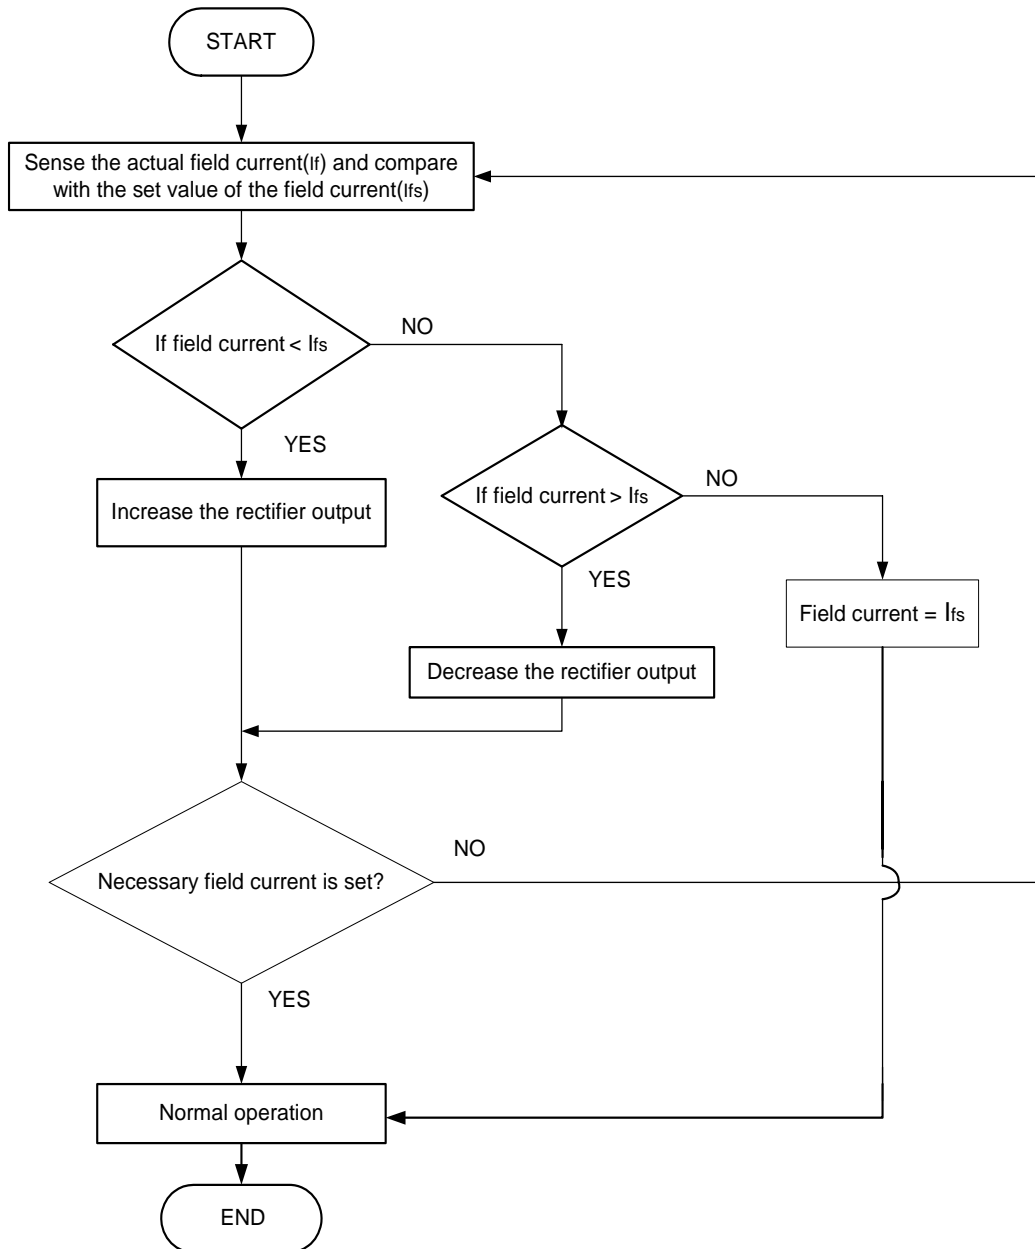 START
Sense the actual field current(If) and compare
with the set value of the field current(Ifs)
If field current < Ifs
NO
YES
Increase the rectifier output
If field current > Ifs
NO
YES
Field current = Ifs
Decrease the rectifier output
Necessary field current is set?
NO
YES
Normal operation
END